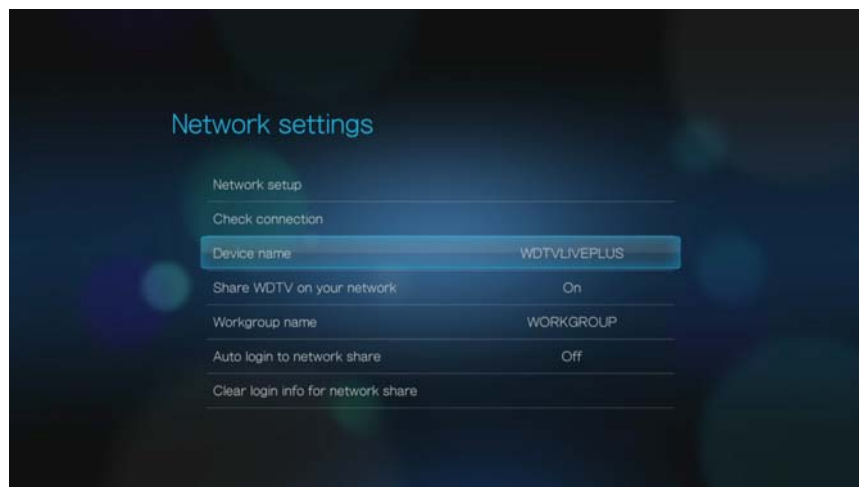 Network settings
Network setup
Check connection
Device name WDTVLIVEPLUS
Share WDTV on your network On
Workgroup name WORKGROUP
Auto login to network share Off
Clear login info for network share